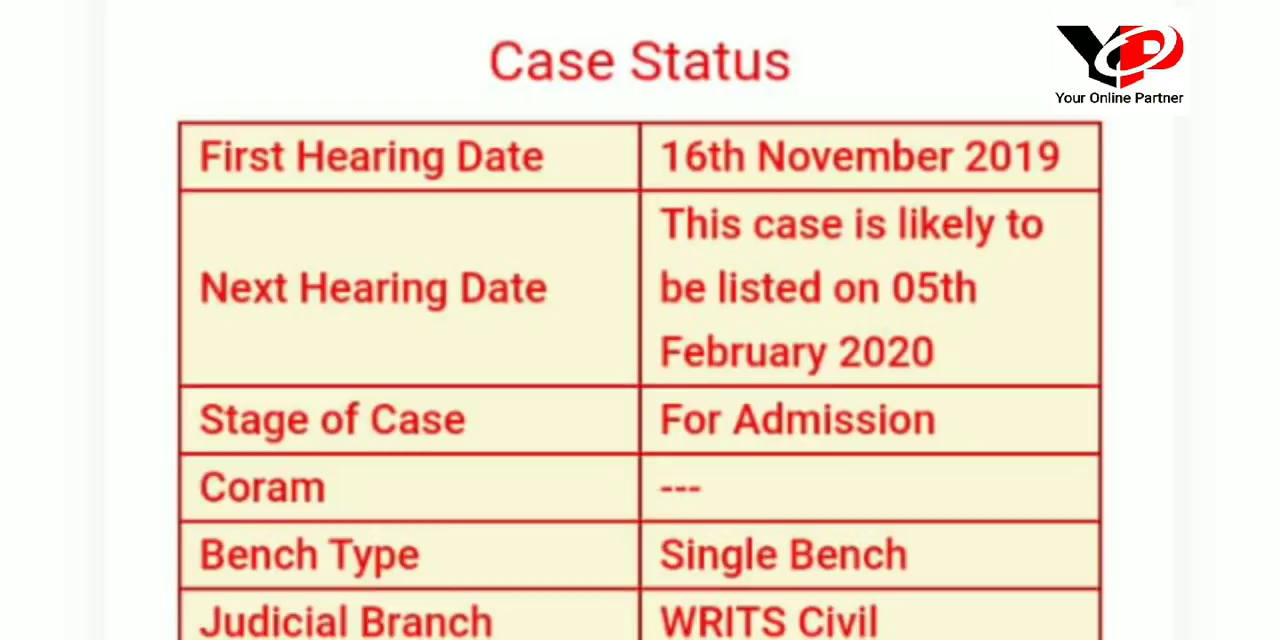 Case Status
YP
Your Online Partner
First Hearing Date
16th November 2019
Next Hearing Date
This case is likely to
be listed on 05th
February 2020
Stage of Case
For Admission
Coram
---
Bench Type
Single Bench
Judicial Branch
WRITS Civil